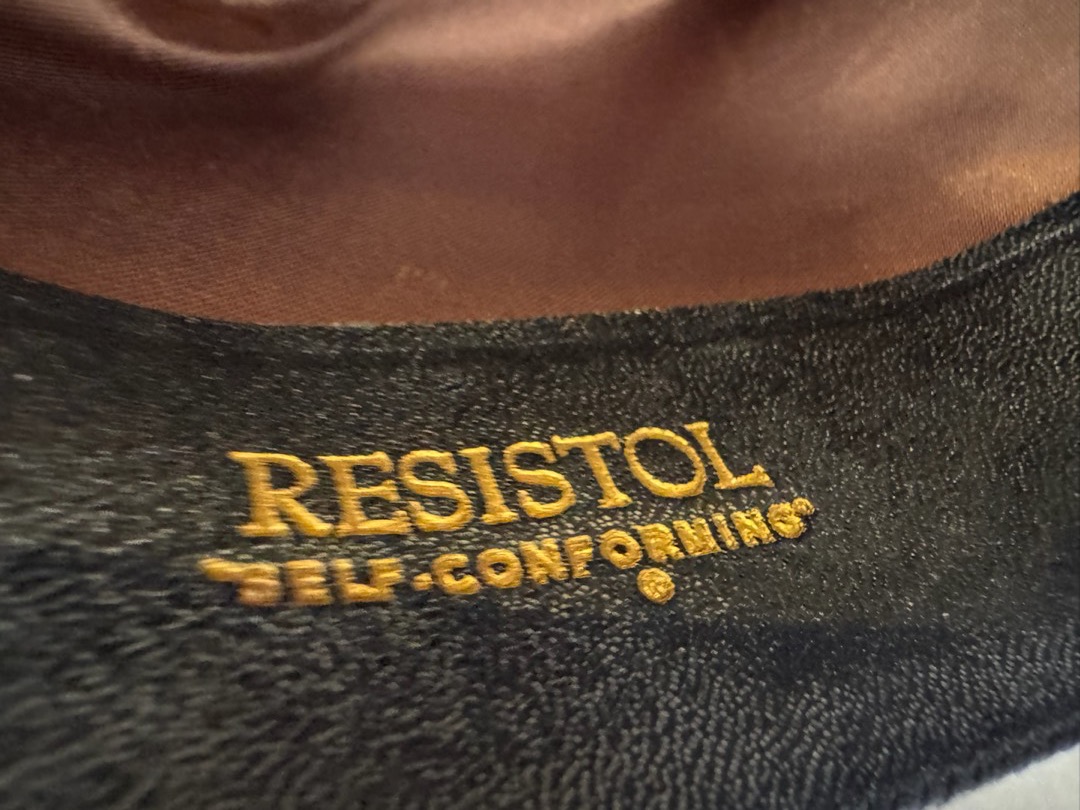 RESISTOL
"SELF-CONFORMING"
®